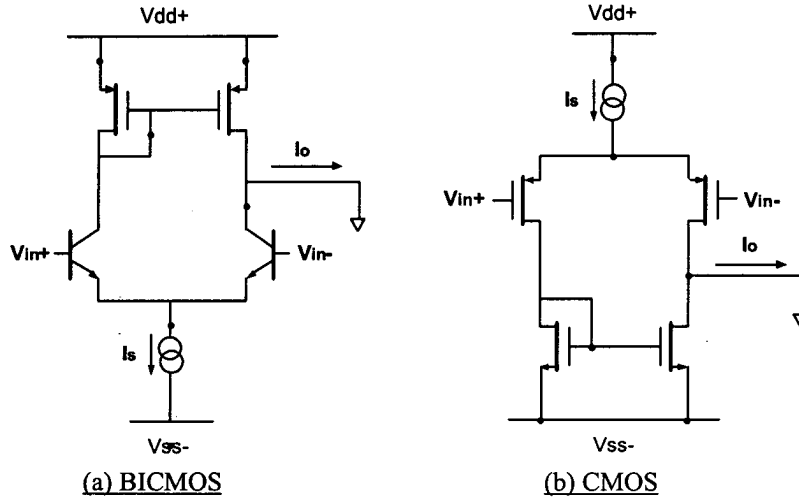 Vdd+
Vdd+
Is
Io
Vin+
Vin-
Vin+
Vin-
Io
Is
Vss-
Vss-
(a) BICMOS
(b) CMOS